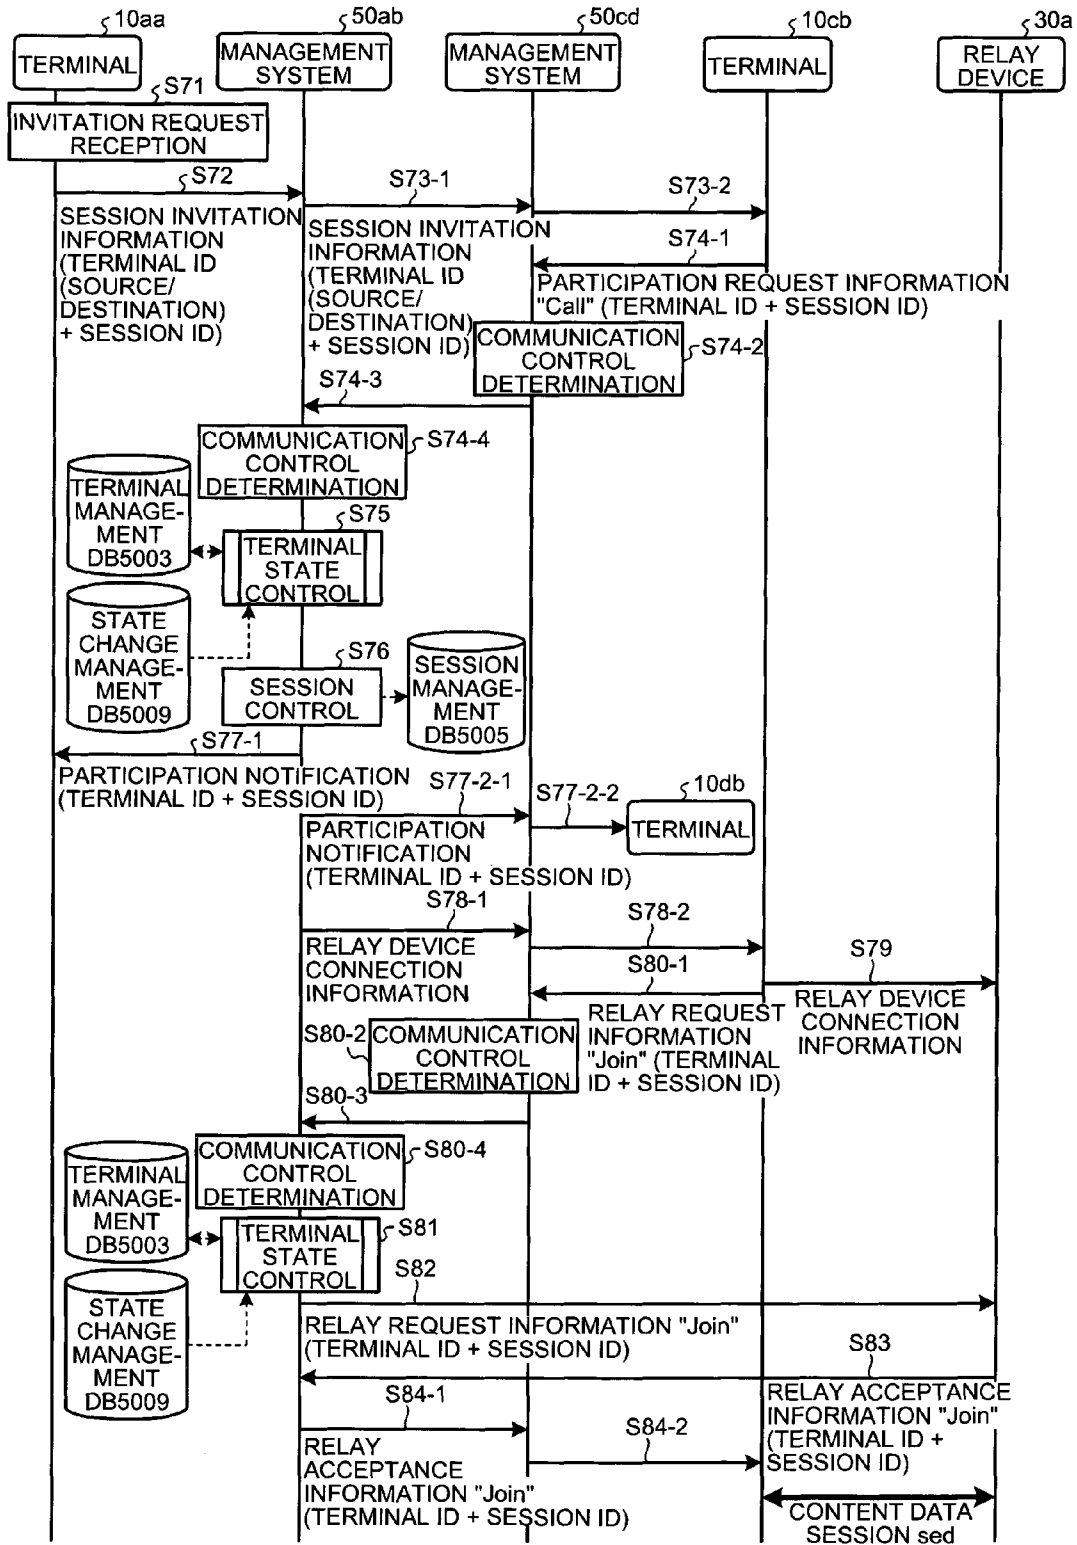 10aa
50ab
50cd
10cb
30a
TERMINAL
MANAGEMENT
SYSTEM
MANAGEMENT
SYSTEM
TERMINAL
RELAY
DEVICE
S71
INVITATION REQUEST
RECEPTION
S72
S73-1
S73-2
SESSION INVITATION
INFORMATION
(TERMINAL ID
(SOURCE/
DESTINATION)
+ SESSION ID)
SESSION INVITATION
INFORMATION
(TERMINAL ID
(SOURCE/
DESTINATION)
+ SESSION ID)
S74-1
PARTICIPATION REQUEST INFORMATION
"Call" (TERMINAL ID + SESSION ID)
COMMUNICATION
CONTROL
DETERMINATION
S74-2
S74-3
COMMUNICATION
CONTROL
DETERMINATION
S74-4
TERMINAL
MANAGE-
MENT
DB5003
S75
TERMINAL
STATE
CONTROL
STATE
CHANGE
MANAGE-
MENT
DB5009
S76
SESSION
CONTROL
SESSION
MANAGE-
MENT
DB5005
S77-1
PARTICIPATION NOTIFICATION
(TERMINAL ID + SESSION ID)
S77-2-1
S77-2-2
10db
TERMINAL
PARTICIPATION
NOTIFICATION
(TERMINAL ID + SESSION ID)
S78-1
S78-2
RELAY DEVICE
CONNECTION
INFORMATION
S80-1
S79
RELAY REQUEST
INFORMATION
"Join" (TERMINAL
ID + SESSION ID)
RELAY DEVICE
CONNECTION
INFORMATION
S80-2
COMMUNICATION
CONTROL
DETERMINATION
S80-3
COMMUNICATION
CONTROL
DETERMINATION
S80-4
TERMINAL
MANAGE-
MENT
DB5003
TERMINAL
STATE
CONTROL
S81
STATE
CHANGE
MANAGE-
MENT
DB5009
S82
RELAY REQUEST INFORMATION "Join"
(TERMINAL ID + SESSION ID)
S83
RELAY ACCEPTANCE
INFORMATION "Join"
(TERMINAL ID +
SESSION ID)
S84-1
S84-2
RELAY
ACCEPTANCE
INFORMATION "Join"
(TERMINAL ID + SESSION ID)
CONTENT DATA
SESSION sed